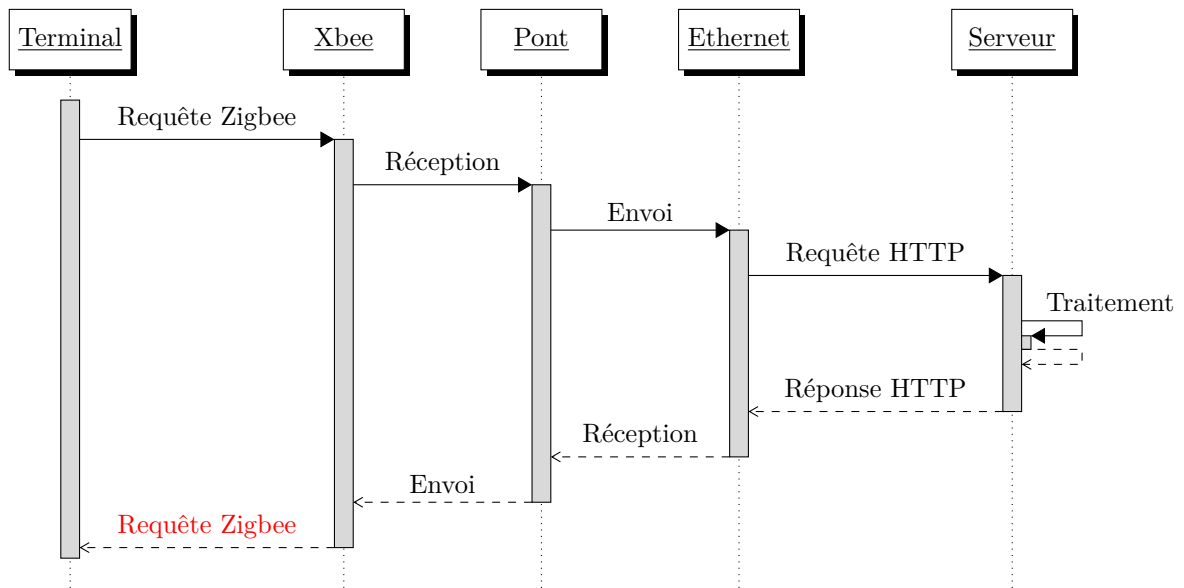 Terminal
Xbee
Pont
Ethernet
Serveur
Requête Zigbee
Réception
Envoi
Requête HTTP
Traitement
Réponse HTTP
Réception
Envoi
Requête Zigbee